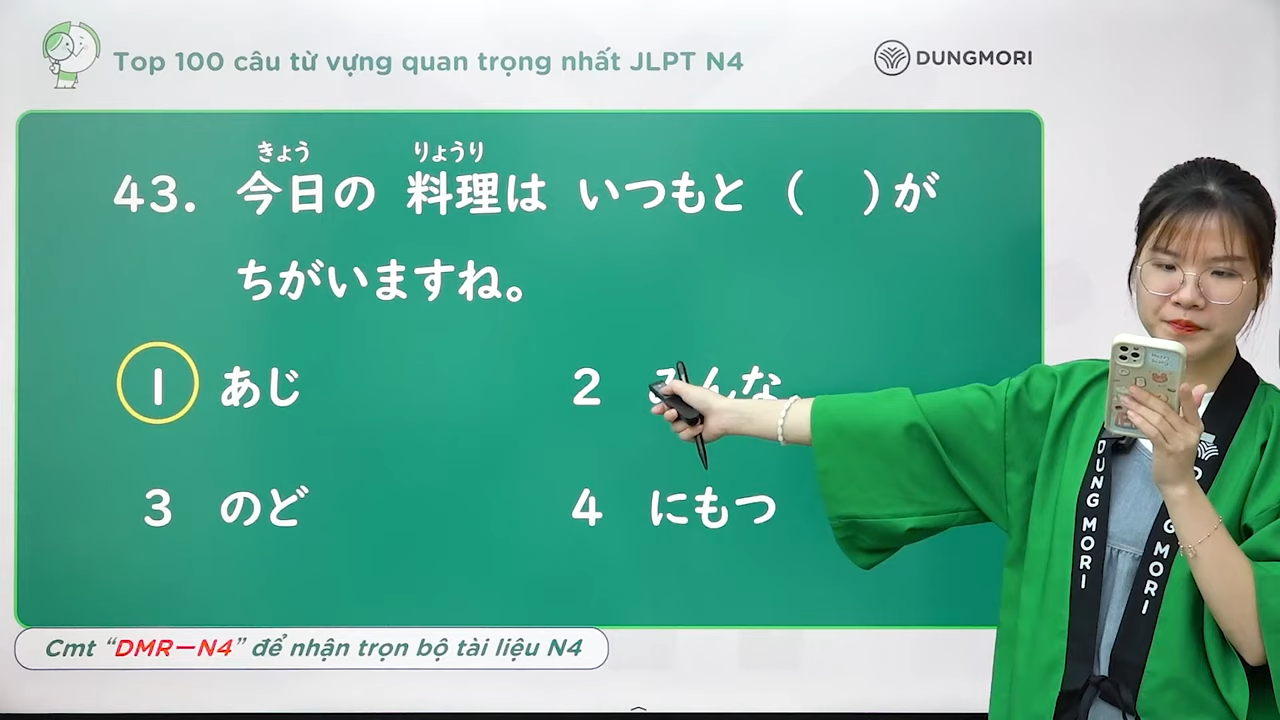 Top 100 câu từ vựng quan trọng nhất JLPT N4
DUNGMORI
きょう りょうり
43. 今日の 料理は いつもと ( )が
ちがいますね。
1 あじ
2 みんな
3 のど
4 にもつ
Cmt “DMR－N4” để nhận trọn bộ tài liệu N4
DUNG MORI
MORI